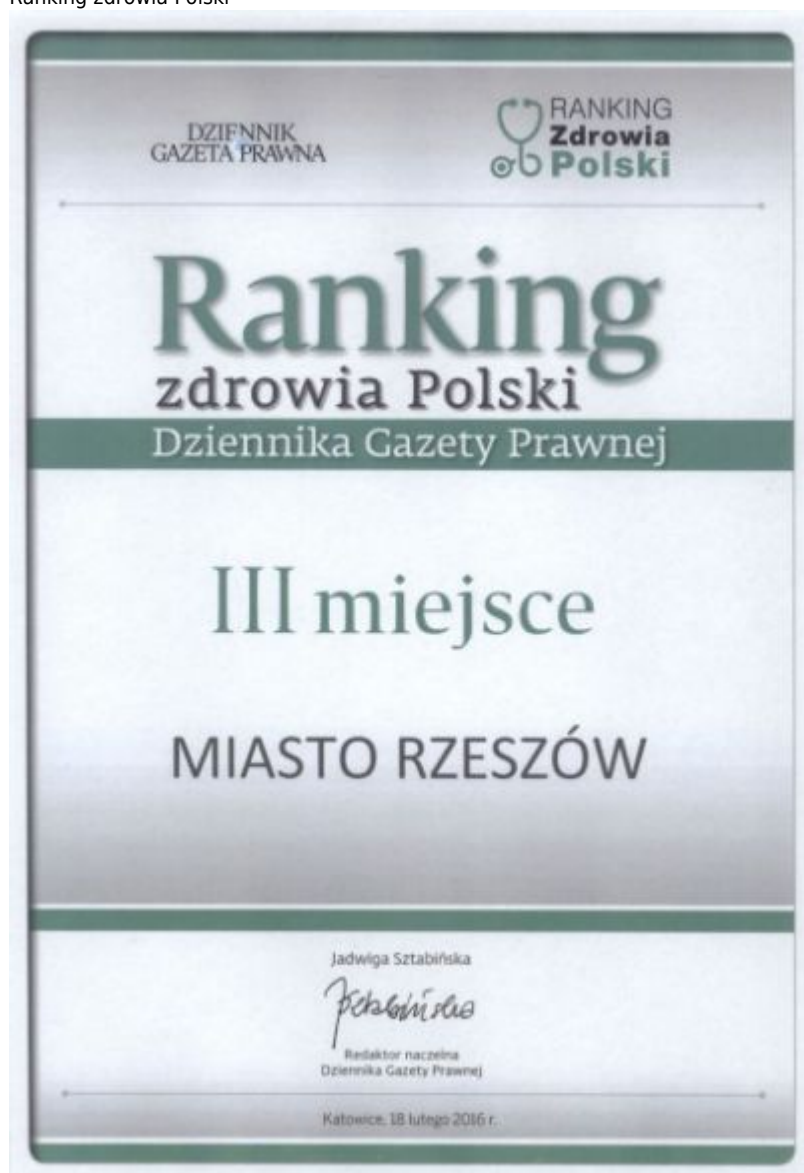 Ranking zdrowia Polski
DZIENNIK
GAZETA PRAWNA
RANKING
Zdrowia
Polski
Ranking
zdrowia Polski
Dziennika Gazety Prawnej
III miejsce
MIASTO RZESZÓW
Jadwiga Sztabińska
Redaktor naczelna
Dziennika Gazety Prawnej
Katowice, 18 lutego 2016 r.